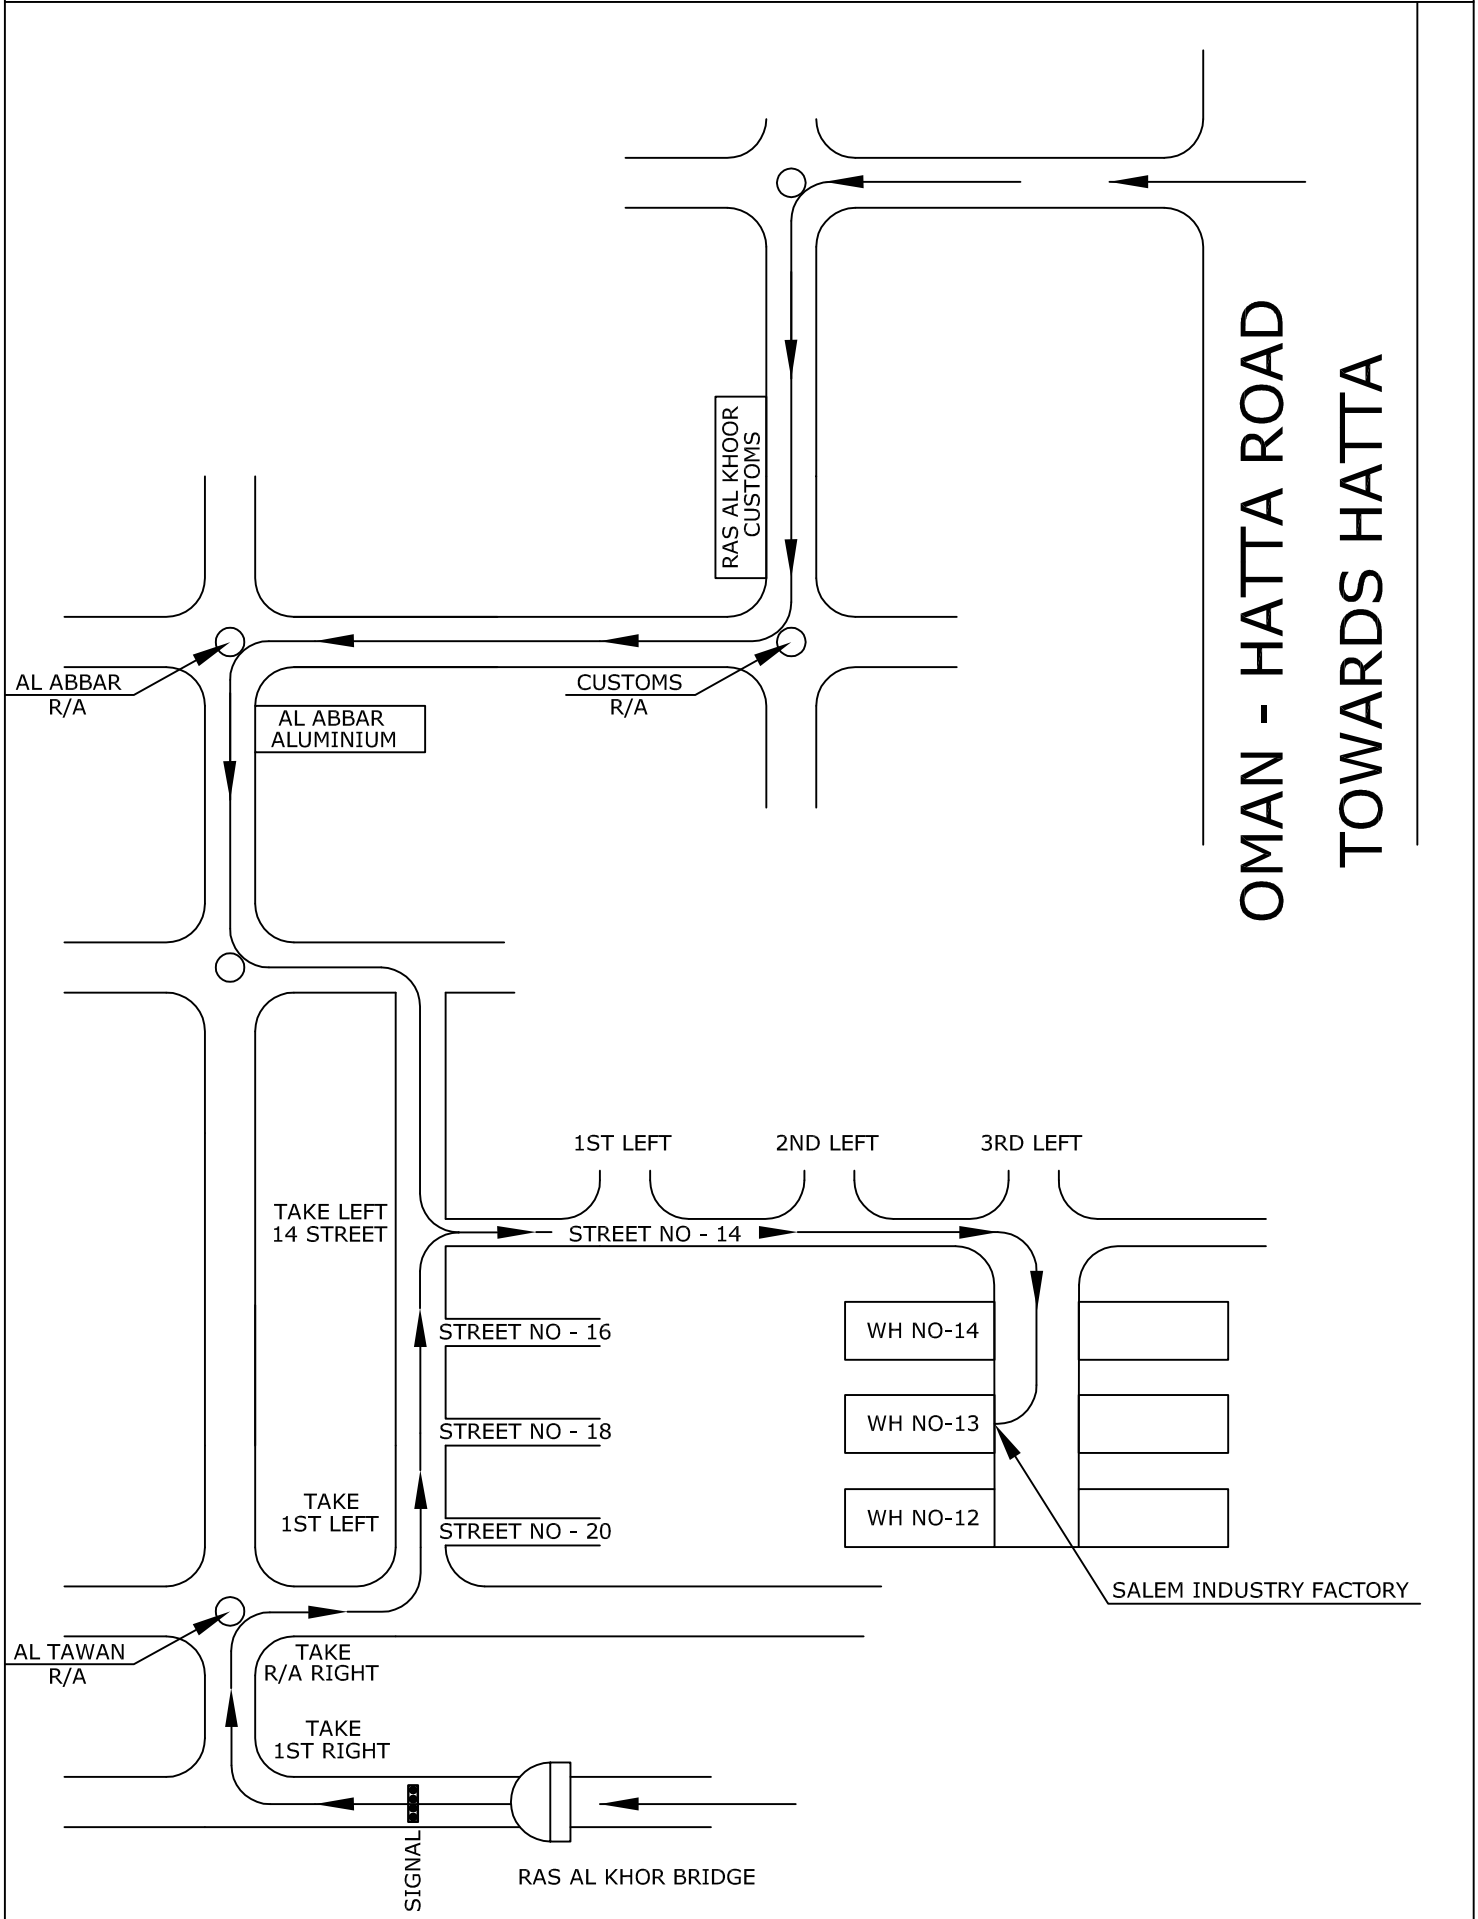 OMAN - HATTA ROAD
TOWARDS HATTA
RAS AL KHOOR
CUSTOMS
AL ABBAR
R/A
CUSTOMS
R/A
AL ABBAR
ALUMINIUM
1ST LEFT
2ND LEFT
3RD LEFT
TAKE LEFT
14 STREET
STREET NO - 14
STREET NO - 16
WH NO-14
STREET NO - 18
WH NO-13
TAKE
1ST LEFT
STREET NO - 20
WH NO-12
SALEM INDUSTRY FACTORY
AL TAWAN
R/A
TAKE
R/A RIGHT
TAKE
1ST RIGHT
SIGNAL
RAS AL KHOR BRIDGE